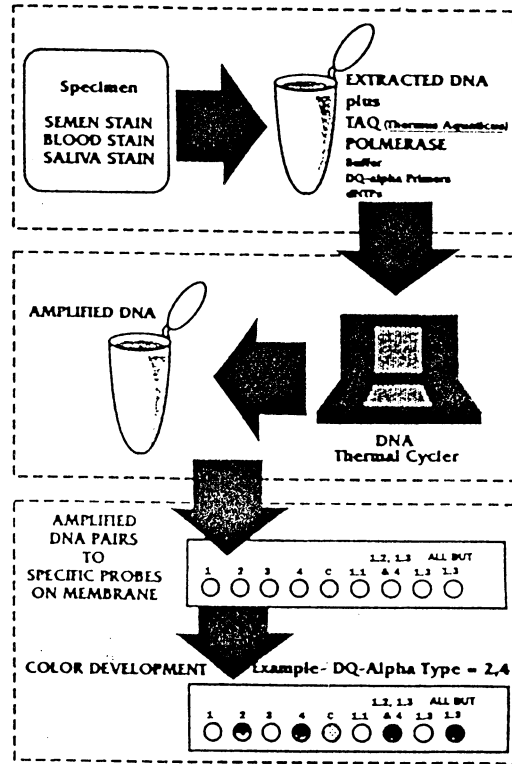 Specimen
SEMEN STAIN
BLOOD STAIN
SALIVA STAIN
EXTRACTED DNA
plus
TAQ (Thermus Aquaticus)
POLMERASE
Buffer
DQ-alpha Primers
dNTPs
AMPLIFIED DNA
DNA
Thermal Cycler
AMPLIFIED
DNA PAIRS
TO
SPECIFIC PROBES
ON MEMBRANE
1..2, 1..3 ALL BUT
1 2 3 4 C 1..1 & 4 1..3 1..3
COLOR DEVELOPMENT Example- DQ-Alpha Type = 2,4
1..2, 1..3 ALL BUT
1 2 3 4 C 1..1 & 4 1..3 1..3